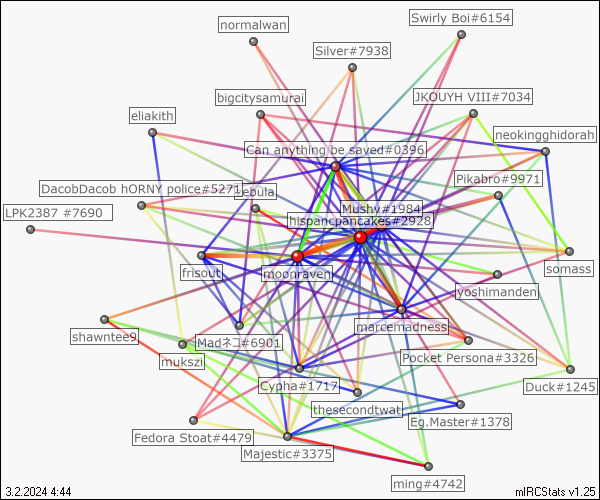 Swirly Boi#6154
normalwan
Silver#7938
bigcitysamurai
JKOUYH VIII#7034
eliakith
neokingghidorah
Can anything be saved#0396
Pikabro#9971
DacobDacob hORNY police#5271
zebula
LPK2387 #7690
Mushy#1984
hispancpancakes#2928
frisout
moonraven
somass
yoshimanden
marcemadness
shawntee9
Madネコ#6901
mukszi
Pocket Persona#3326
Cypha#1717
Duck#1245
thesecondtwat
Eg.Master#1378
Fedora Stoat#4479
Majestic#3375
ming#4742
3.2.2024 4:44
mIRCStats v1.25